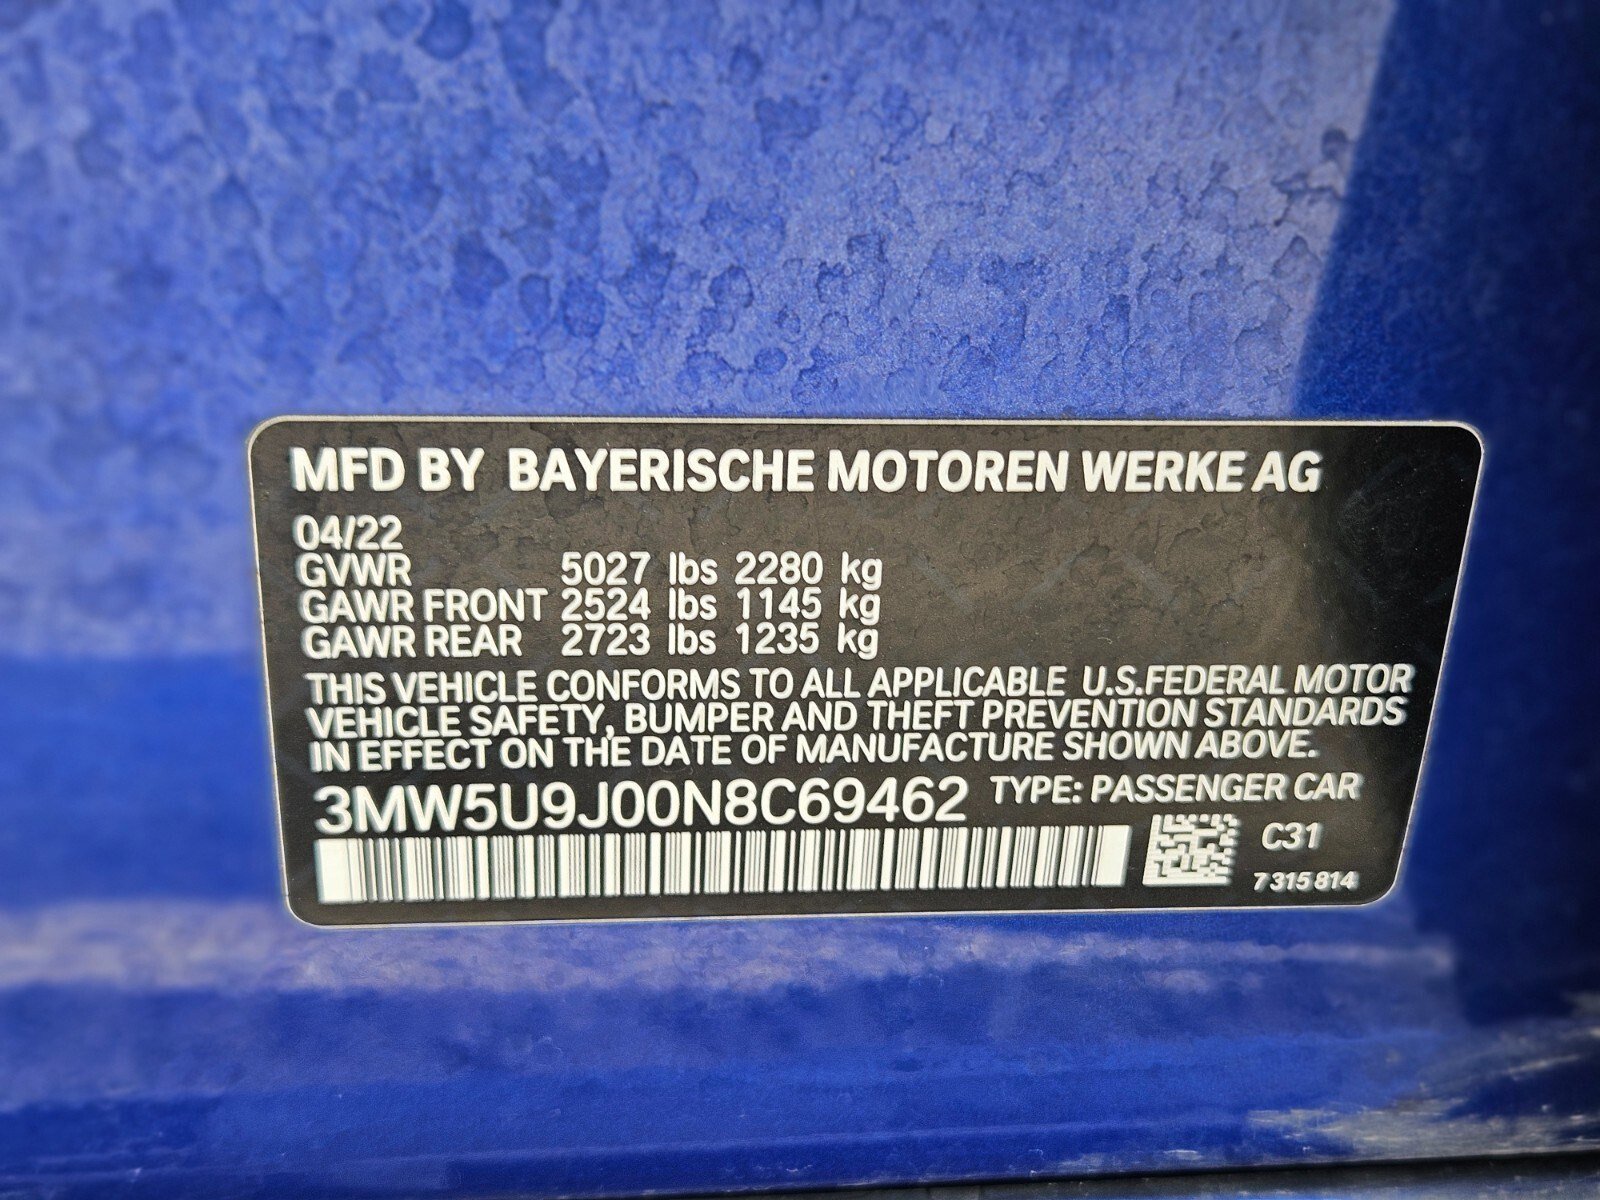 MFD BY BAYERISCHE MOTOREN WERKE AG
04/22
GVWR 5027 lbs 2280 kg
GAWR FRONT 2524 lbs 1145 kg
GAWR REAR 2723 lbs 1235 kg
THIS VEHICLE CONFORMS TO ALL APPLICABLE U.S.FEDERAL MOTOR
VEHICLE SAFETY, BUMPER AND THEFT PREVENTION STANDARDS
IN EFFECT ON THE DATE OF MANUFACTURE SHOWN ABOVE.
3MW5U9J00N8C69462 TYPE: PASSENGER CAR
C31
7 315 814